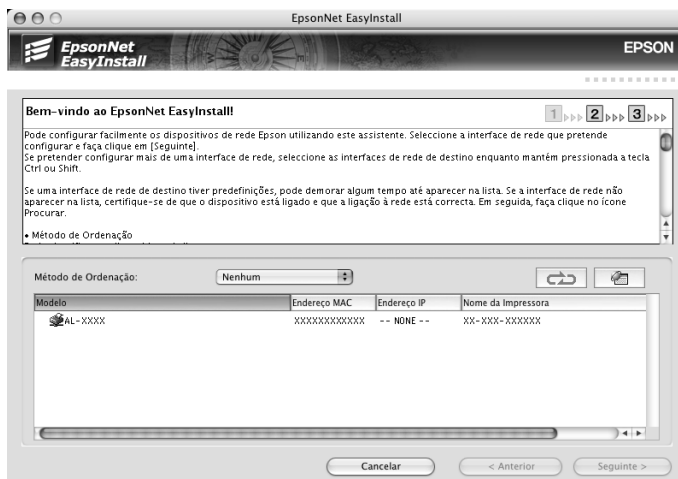 EpsonNet EasyInstall
EpsonNet
EasyInstall
EPSON
Bem-vindo ao EpsonNet EasyInstall!
1 2 3
Pode configurar facilmente os dispositivos de rede Epson utilizando este assistente. Seleccione a interface de rede que pretende
configurar e faça clique em [Seguinte].
Se pretender configurar mais de uma interface de rede, seleccione as interfaces de rede de destino enquanto mantém pressionada a tecla
Ctrl ou Shift.
Se uma interface de rede de destino tiver predefinições, pode demorar algum tempo até aparecer na lista. Se a interface de rede não
aparecer na lista, certifique-se de que o dispositivo está ligado e que a ligação à rede está correcta. Em seguida, faça clique no ícone
Procurar.
• Método de Ordenação
Método de Ordenação: Nenhum
Modelo Endereço MAC Endereço IP Nome da Impressora
AL-XXXX XXXXXXXXXXXX -- NONE -- XX-XXX-XXXXXX
Cancelar < Anterior Seguinte >